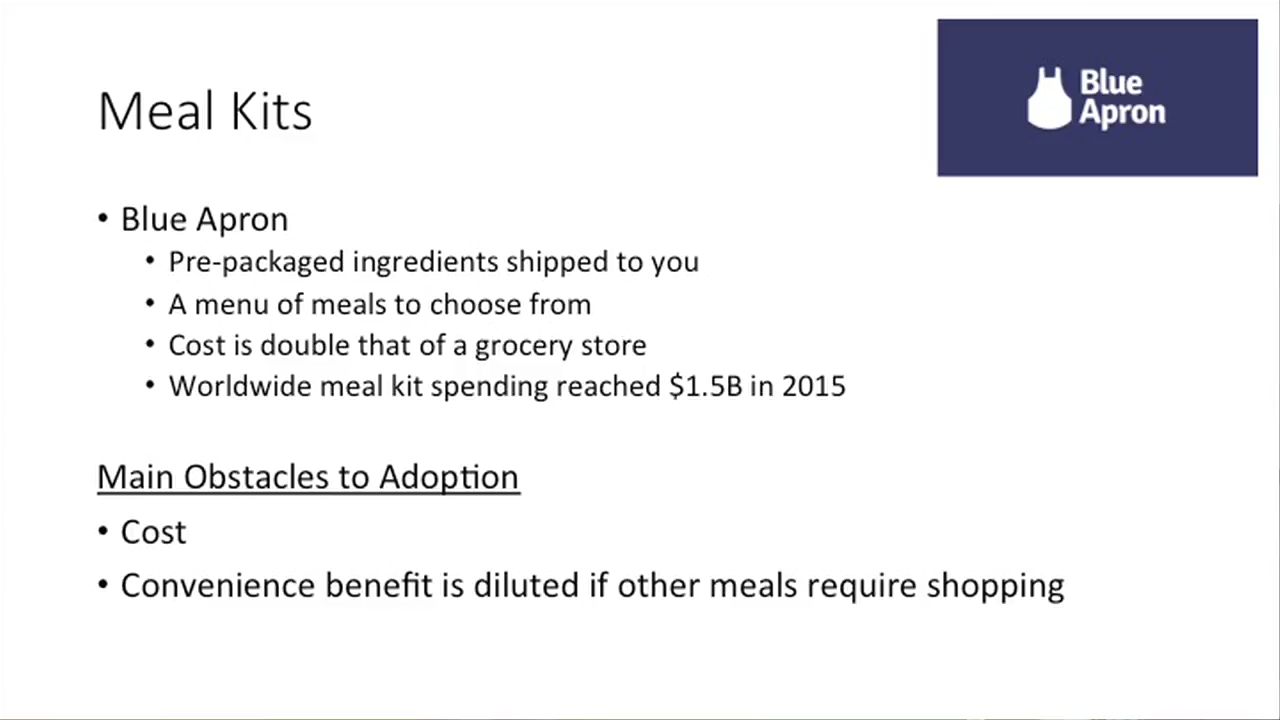 Blue
Apron
Meal Kits
• Blue Apron
• Pre-packaged ingredients shipped to you
• A menu of meals to choose from
• Cost is double that of a grocery store
• Worldwide meal kit spending reached $1.5B in 2015
Main Obstacles to Adoption
• Cost
• Convenience benefit is diluted if other meals require shopping